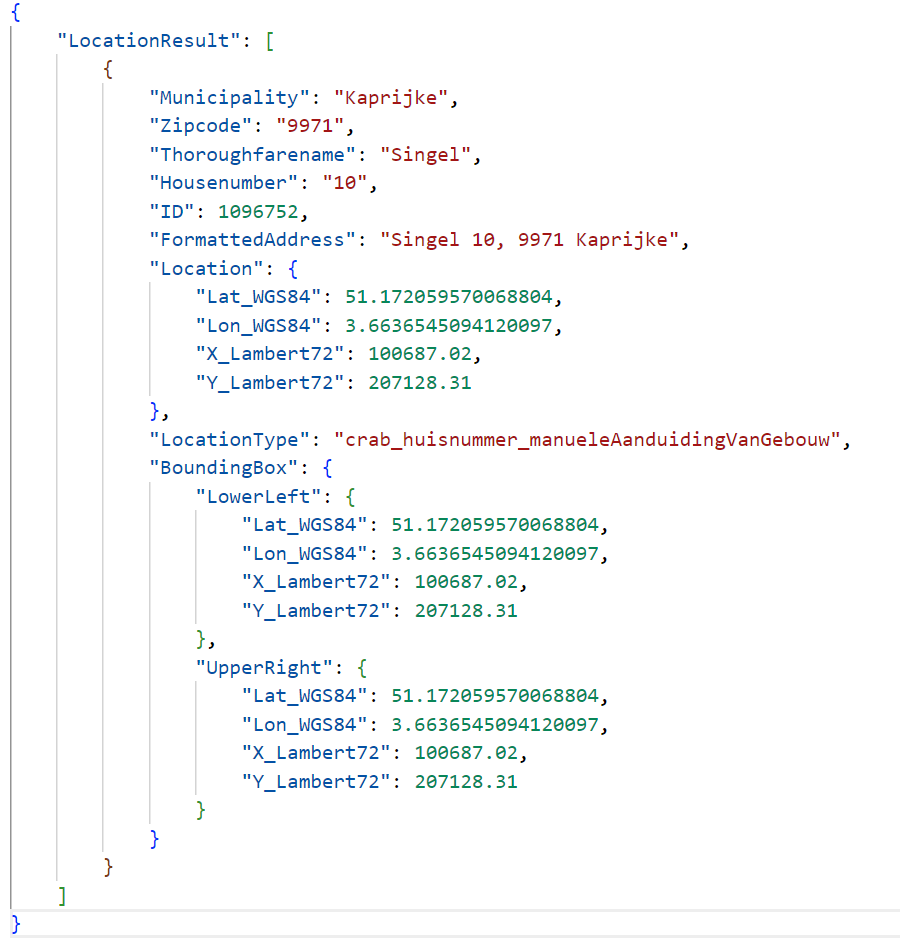 {
    "LocationResult": [
        {
            "Municipality": "Kaprijke",
            "Zipcode": "9971",
            "Thoroughfarename": "Singel",
            "Housenumber": "10",
            "ID": 1096752,
            "FormattedAddress": "Singel 10, 9971 Kaprijke",
            "Location": {
                "Lat_WGS84": 51.172059570068804,
                "Lon_WGS84": 3.6636545094120097,
                "X_Lambert72": 100687.02,
                "Y_Lambert72": 207128.31
            },
            "LocationType": "crab_huisnummer_manueleAanduidingVanGebouw",
            "BoundingBox": {
                "LowerLeft": {
                    "Lat_WGS84": 51.172059570068804,
                    "Lon_WGS84": 3.6636545094120097,
                    "X_Lambert72": 100687.02,
                    "Y_Lambert72": 207128.31
                },
                "UpperRight": {
                    "Lat_WGS84": 51.172059570068804,
                    "Lon_WGS84": 3.6636545094120097,
                    "X_Lambert72": 100687.02,
                    "Y_Lambert72": 207128.31
                }
            }
        }
    ]
}